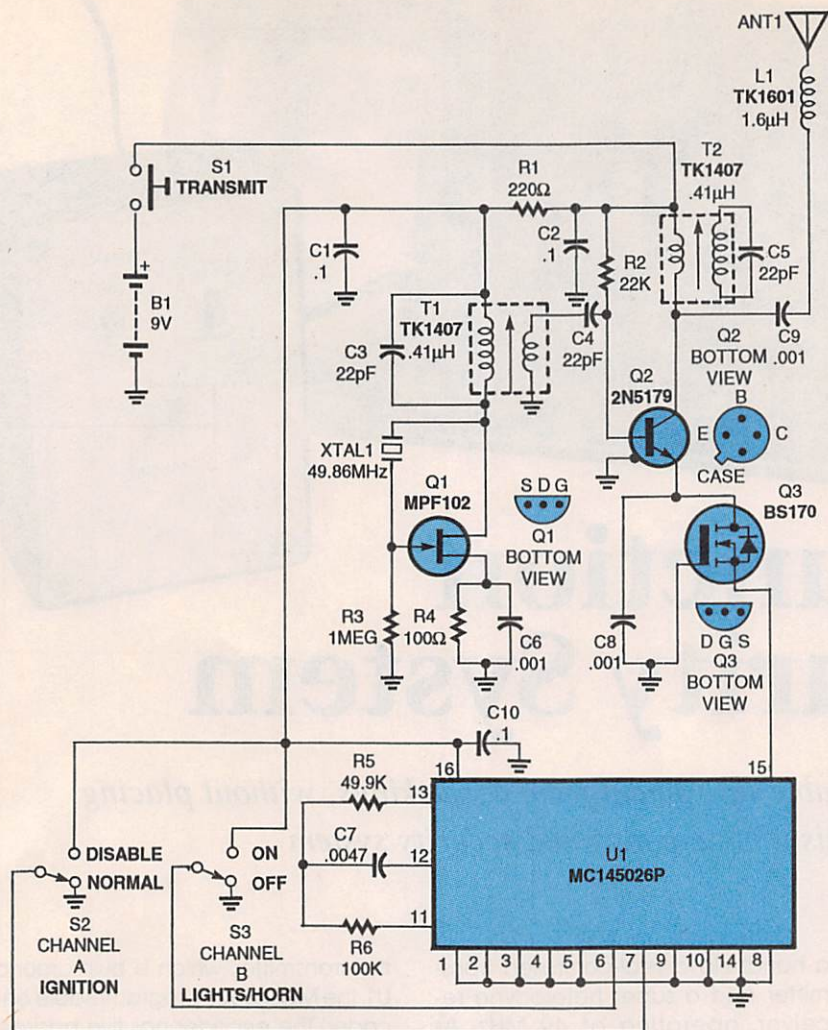 ANT1
L1
TK1601
1.6µH
S1
TRANSMIT
T2
TK1407
.41µH
R1
220Ω
C1
.1
C2
.1
R2
22K
C5
22pF
+
B1
9V
T1
TK1407
.41µH
C3
22pF
C4
22pF
C9
.001
Q2
BOTTOM
VIEW
B
E
C
CASE
Q2
2N5179
XTAL1
49.86MHz
Q1
MPF102
S D G
Q1
BOTTOM
VIEW
Q3
BS170
R3
1MEG
R4
100Ω
C6
.001
C8
.001
D G S
Q3
BOTTOM
VIEW
C10
.1
16
15
R5
49.9K
13
C7
.0047
12
R6
100K
11
U1
MC145026P
DISABLE
NORMAL
ON
OFF
1 2 3 4 5 6 7 9 10 14 8
S2
CHANNEL
A
IGNITION
S3
CHANNEL
B
LIGHTS/HORN